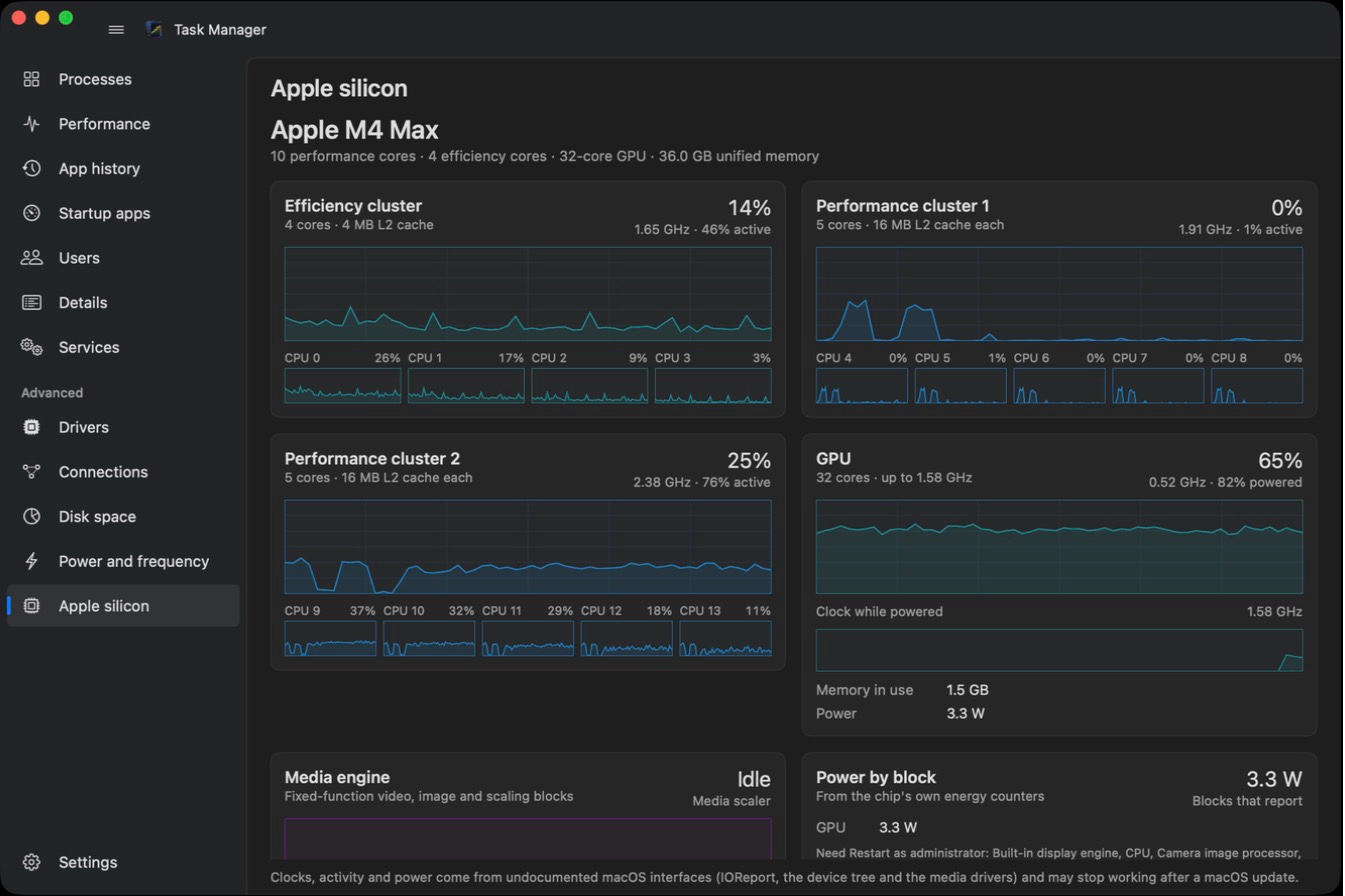 Task Manager
Processes
Performance
App history
Startup apps
Users
Details
Services
Advanced
Drivers
Connections
Disk space
Power and frequency
Apple silicon
Settings
Apple silicon
Apple M4 Max
10 performance cores · 4 efficiency cores · 32-core GPU · 36.0 GB unified memory
Efficiency cluster 14%
4 cores · 4 MB L2 cache 1.65 GHz · 46% active
CPU 0 26% CPU 1 17% CPU 2 9% CPU 3 3%
Performance cluster 1 0%
5 cores · 16 MB L2 cache each 1.91 GHz · 1% active
CPU 4 0% CPU 5 1% CPU 6 0% CPU 7 0% CPU 8 0%
Performance cluster 2 25%
5 cores · 16 MB L2 cache each 2.38 GHz · 76% active
CPU 9 37% CPU 10 32% CPU 11 29% CPU 12 18% CPU 13 11%
GPU 65%
32 cores · up to 1.58 GHz 0.52 GHz · 82% powered
Clock while powered 1.58 GHz
Memory in use 1.5 GB
Power 3.3 W
Media engine Idle
Fixed-function video, image and scaling blocks Media scaler
Power by block 3.3 W
From the chip's own energy counters Blocks that report
GPU 3.3 W
Need Restart as administrator: Built-in display engine, CPU, Camera image processor,
Clocks, activity and power come from undocumented macOS interfaces (IOReport, the device tree and the media drivers) and may stop working after a macOS update.